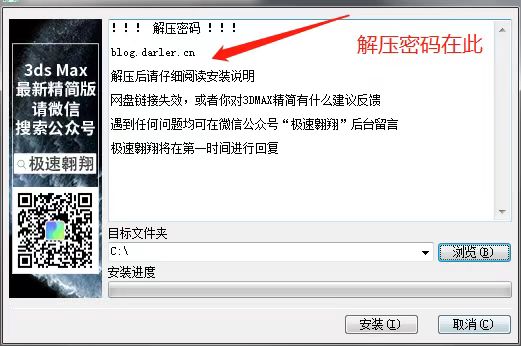 3ds Max
最新精简版
请微信
搜索公众号
极速翱翔
！！！ 解压密码 ！！！
blog.darler.cn
解压密码在此
解压后请仔细阅读安装说明
网盘链接失效，或者你对3DMAX精简有什么建议反馈
遇到任何问题均可在微信公众号“极速翱翔”后台留言
极速翱翔将在第一时间进行回复
目标文件夹
C:\
浏览(B)
安装进度
安装(I)
取消(C)